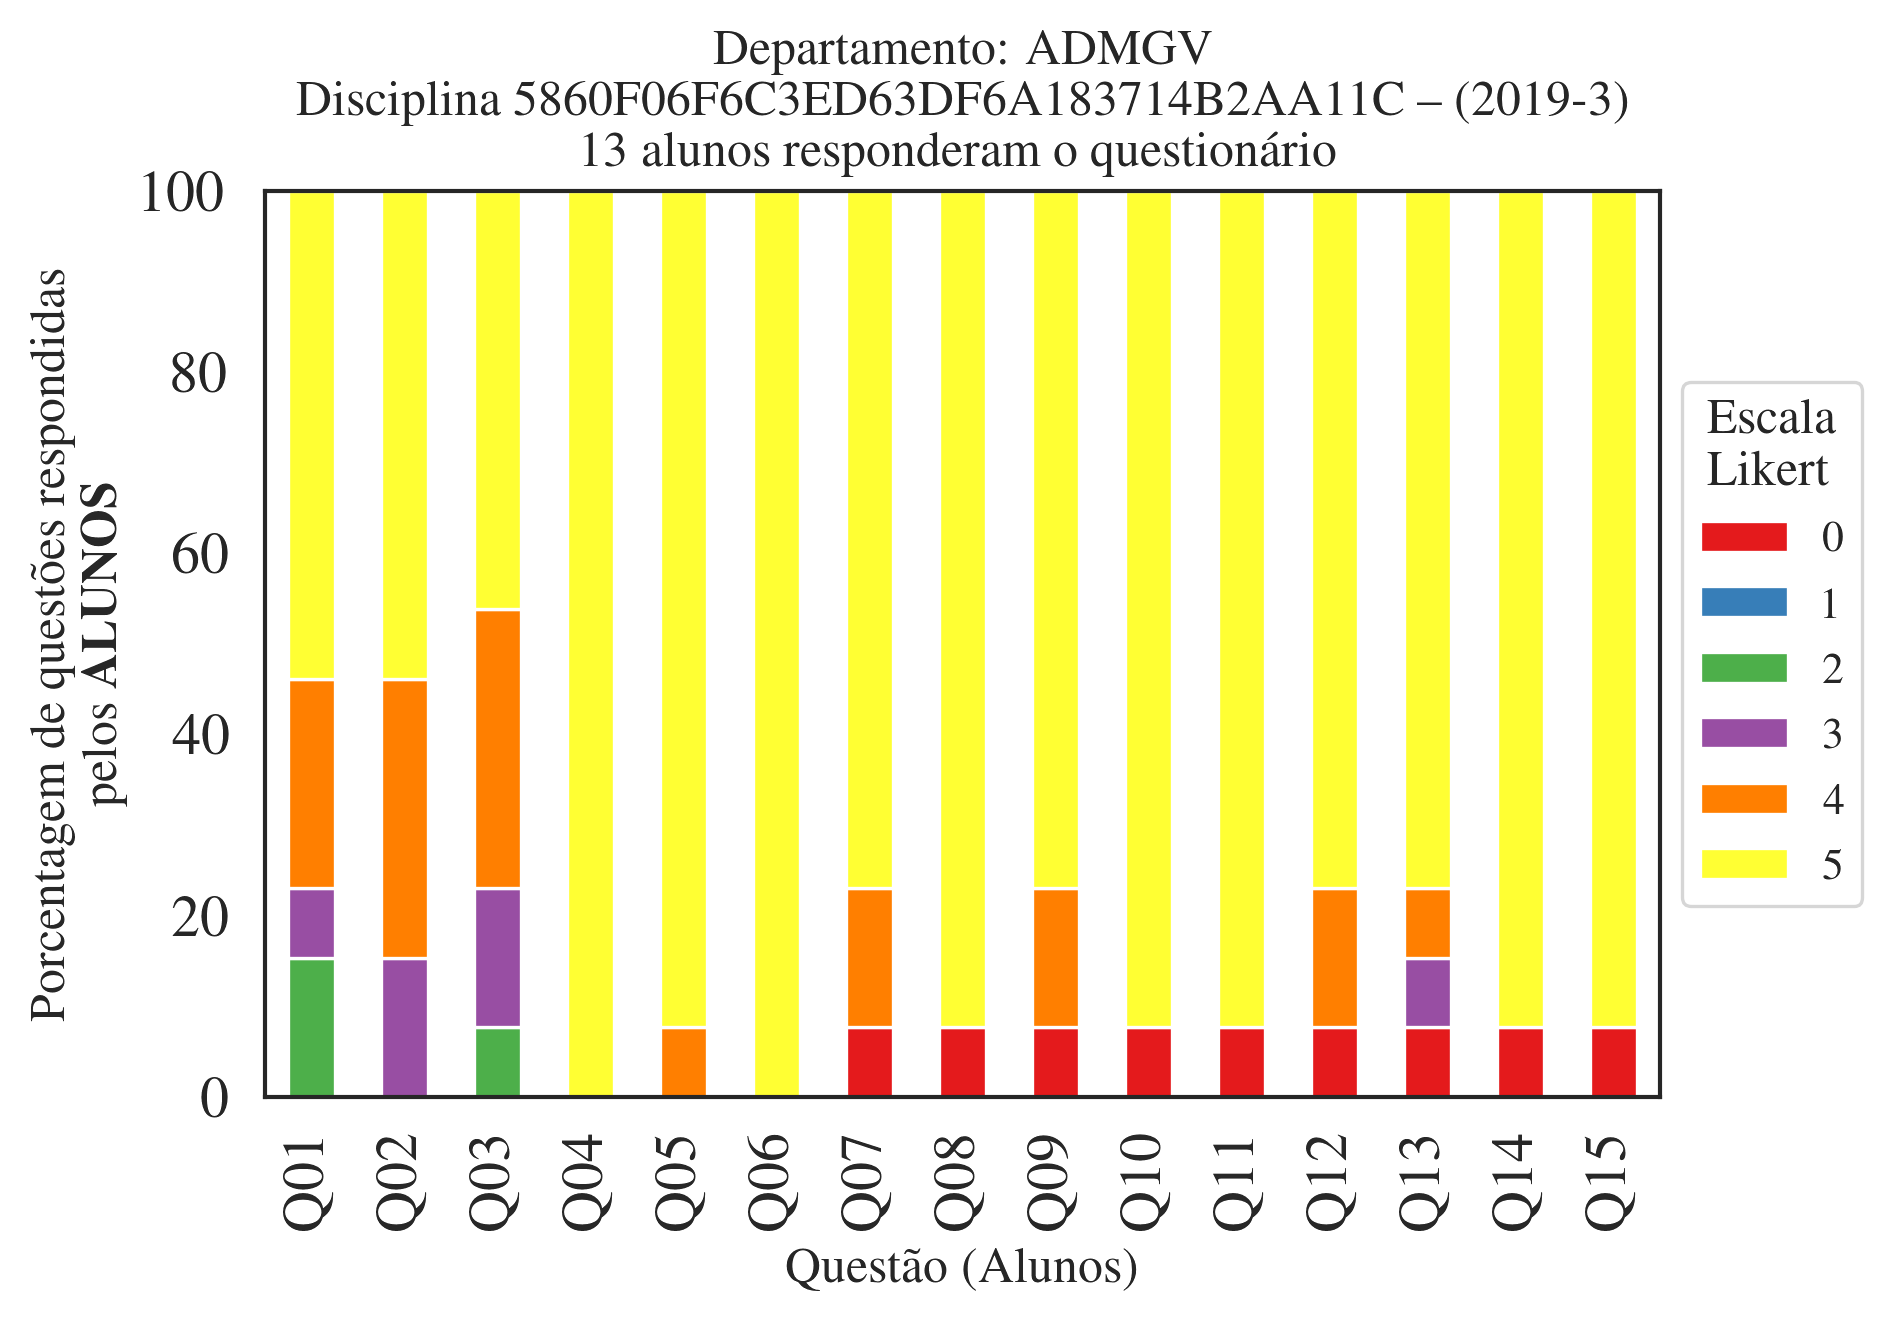 Departamento: ADMGV
Disciplina 5860F06F6C3ED63DF6A183714B2AA11C – (2019-3)
13 alunos responderam o questionário
Porcentagem de questões respondidas
pelos ALUNOS
100
80
60
40
20
0
Q01
Q02
Q03
Q04
Q05
Q06
Q07
Q08
Q09
Q10
Q11
Q12
Q13
Q14
Q15
Questão (Alunos)
Escala
Likert
0
1
2
3
4
5